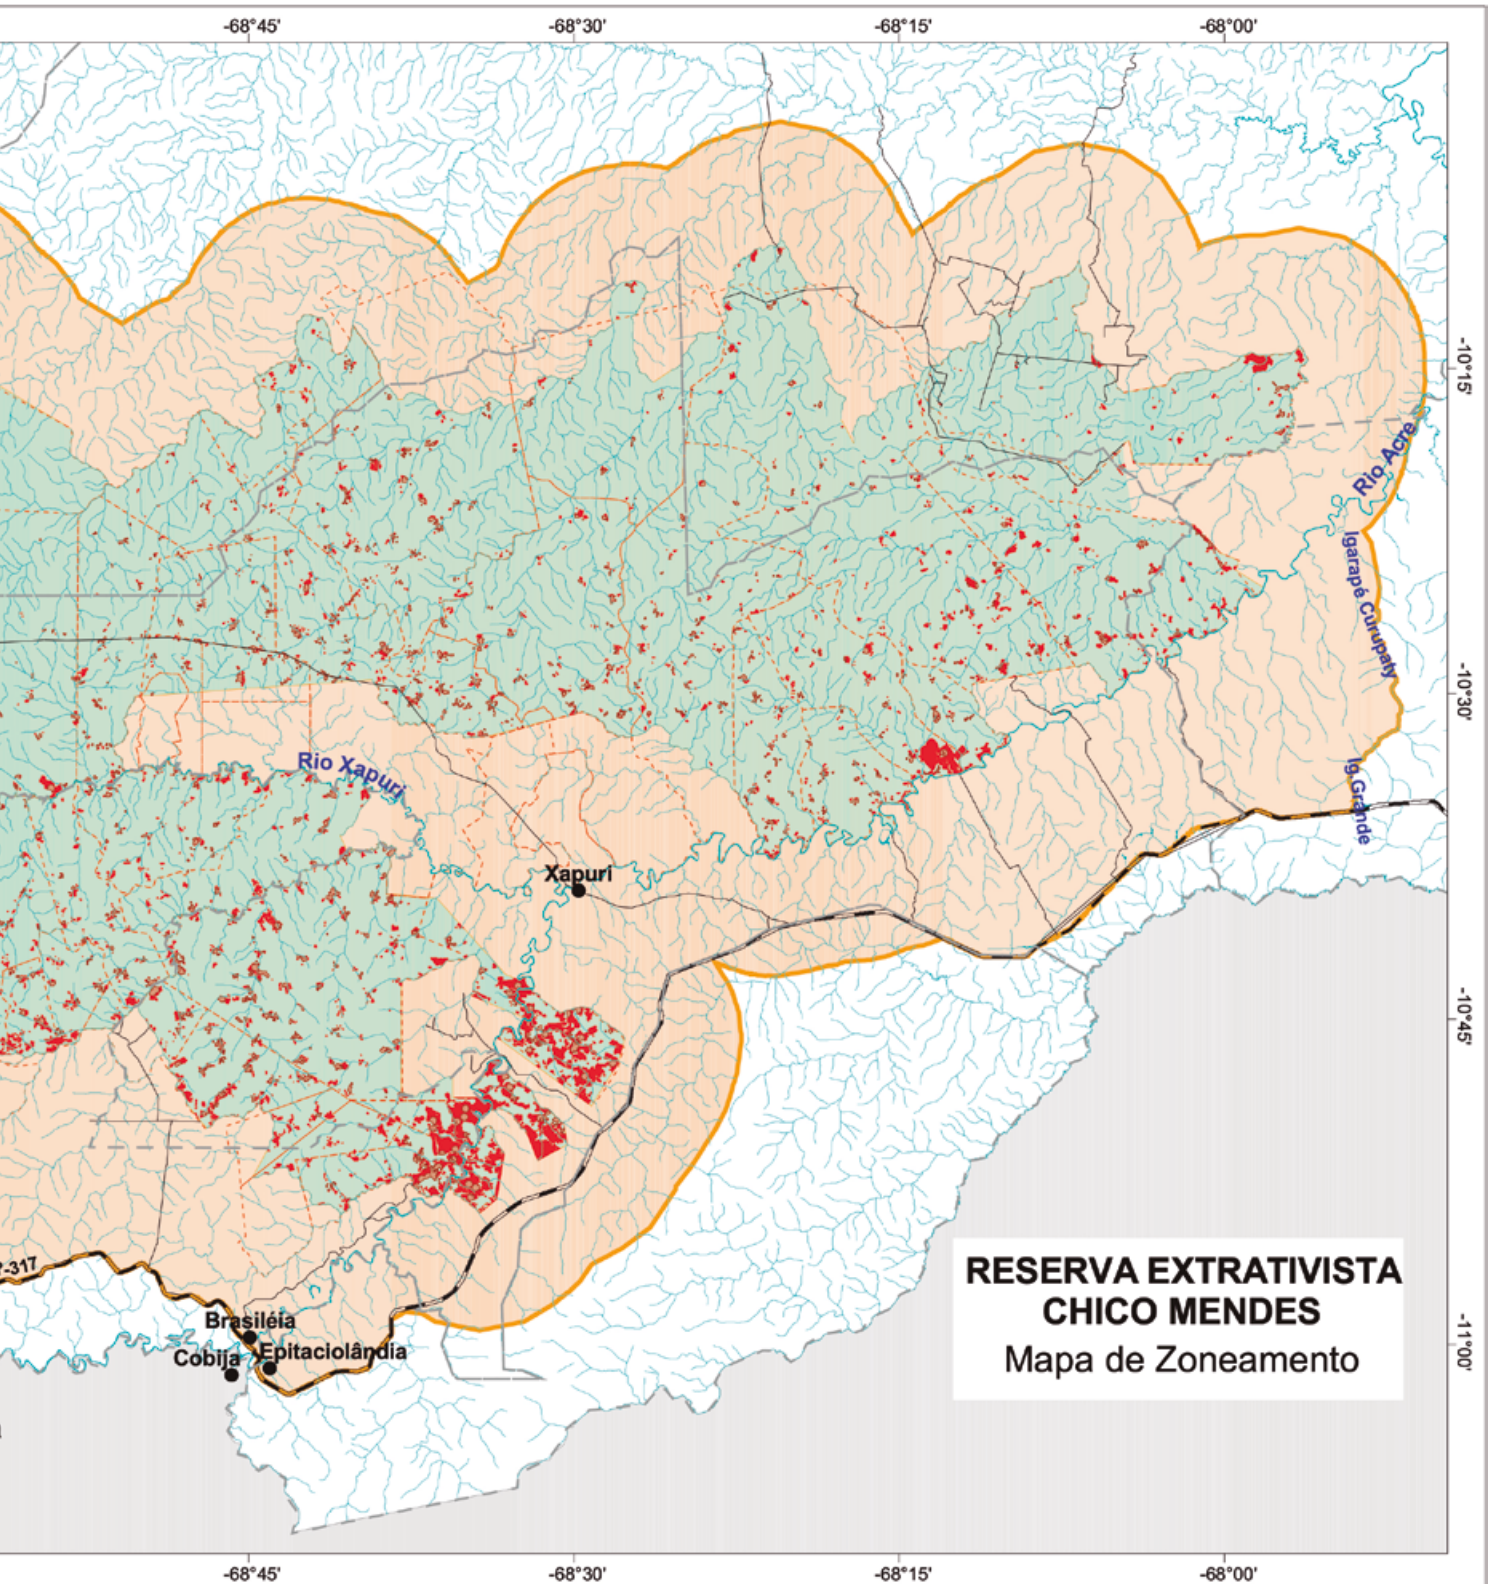 -68°45'
-68°30'
-68°15'
-68°00'
-10°15'
Rio Acre
Igarapé Curupaty
-10°30'
Rio Xapuri
Ig Grande
Xapuri
-10°45'
-317
RESERVA EXTRATIVISTA
CHICO MENDES
Mapa de Zoneamento
Brasiléia
Epitaciolândia
Cobija
-11°00'
-68°45'
-68°30'
-68°15'
-68°00'